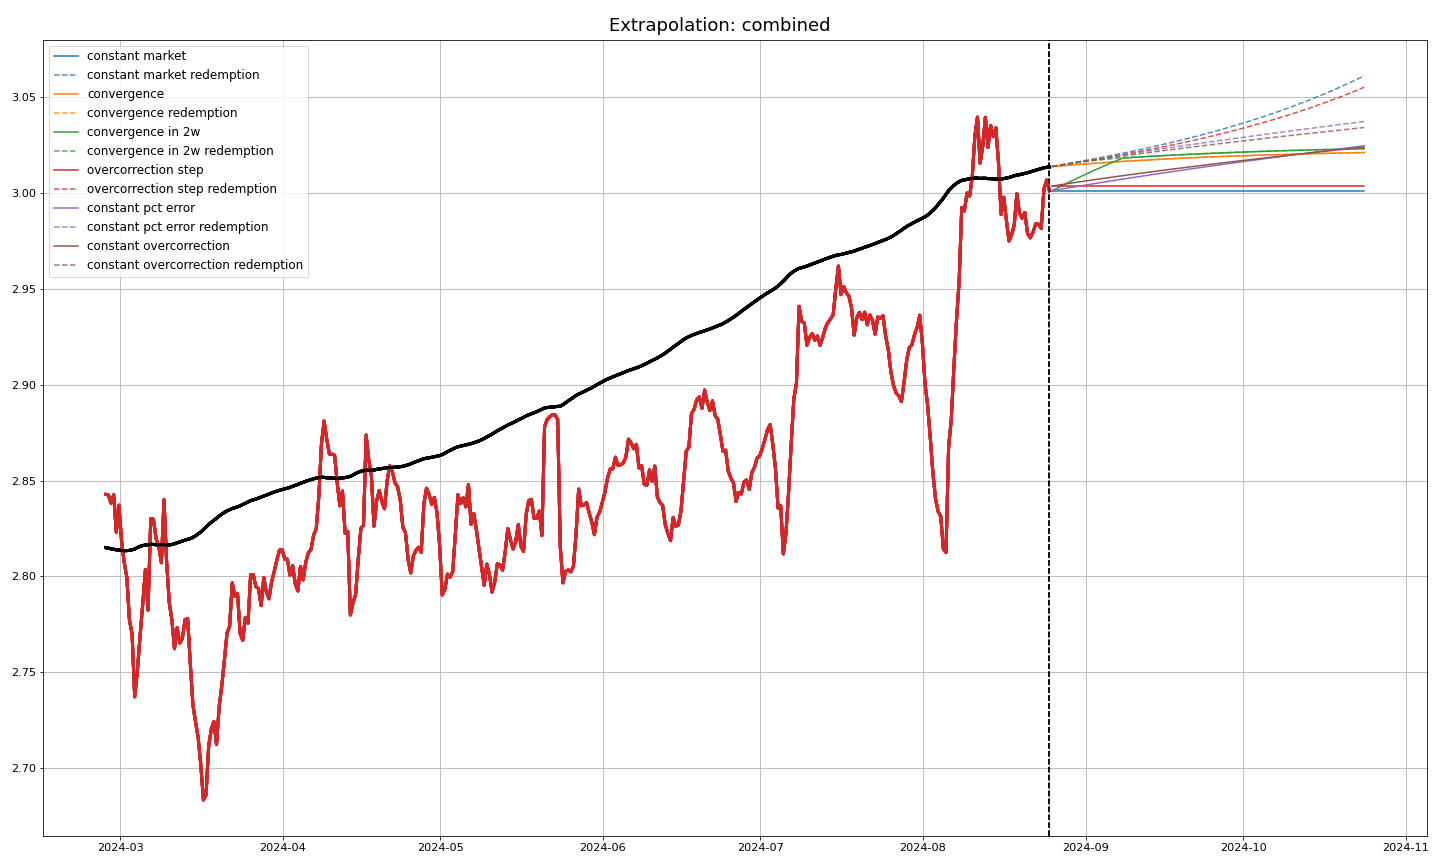 Extrapolation: combined
constant market
constant market redemption
convergence
convergence redemption
convergence in 2w
convergence in 2w redemption
overcorrection step
overcorrection step redemption
constant pct error
constant pct error redemption
constant overcorrection
constant overcorrection redemption
3.05
3.00
2.95
2.90
2.85
2.80
2.75
2.70
2024-03 2024-04 2024-05 2024-06 2024-07 2024-08 2024-09 2024-10 2024-11